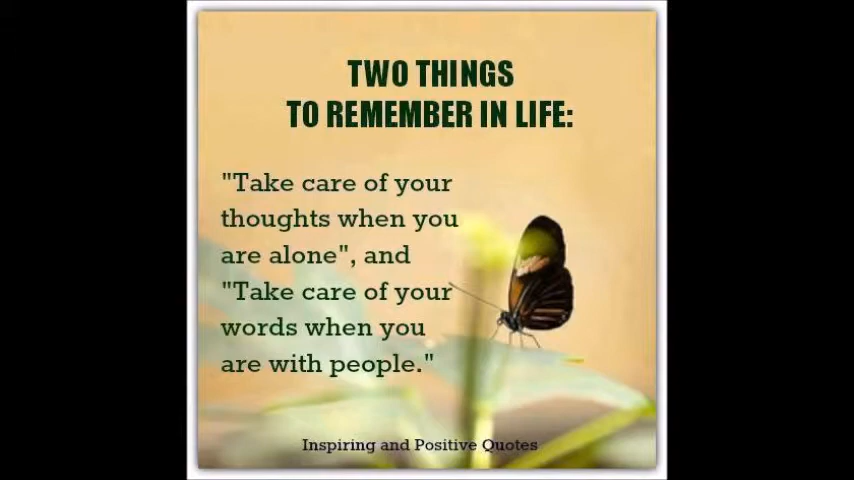 TWO THINGS
TO REMEMBER IN LIFE:
"Take care of your
thoughts when you
are alone", and
"Take care of your
words when you
are with people."
Inspiring and Positive Quotes